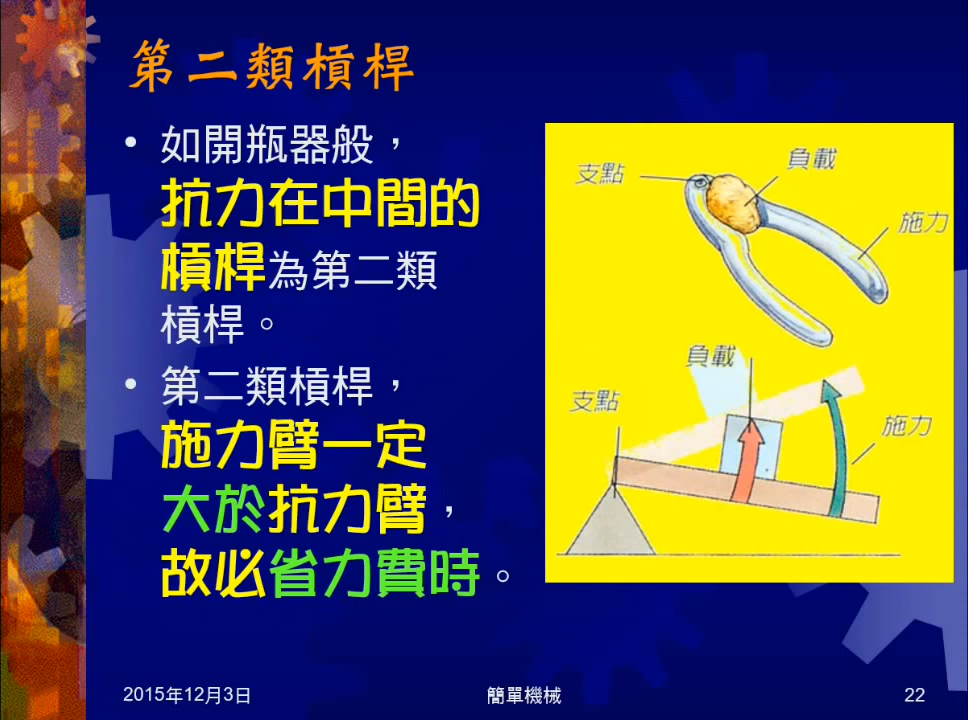 第二類槓桿
• 如開瓶器般，
抗力在中間的
槓桿為第二類
槓桿。
• 第二類槓桿，
施力臂一定
大於抗力臂，
故必省力費時。
支點
負載
施力
負載
支點
施力
2015年12月3日
簡單機械
22